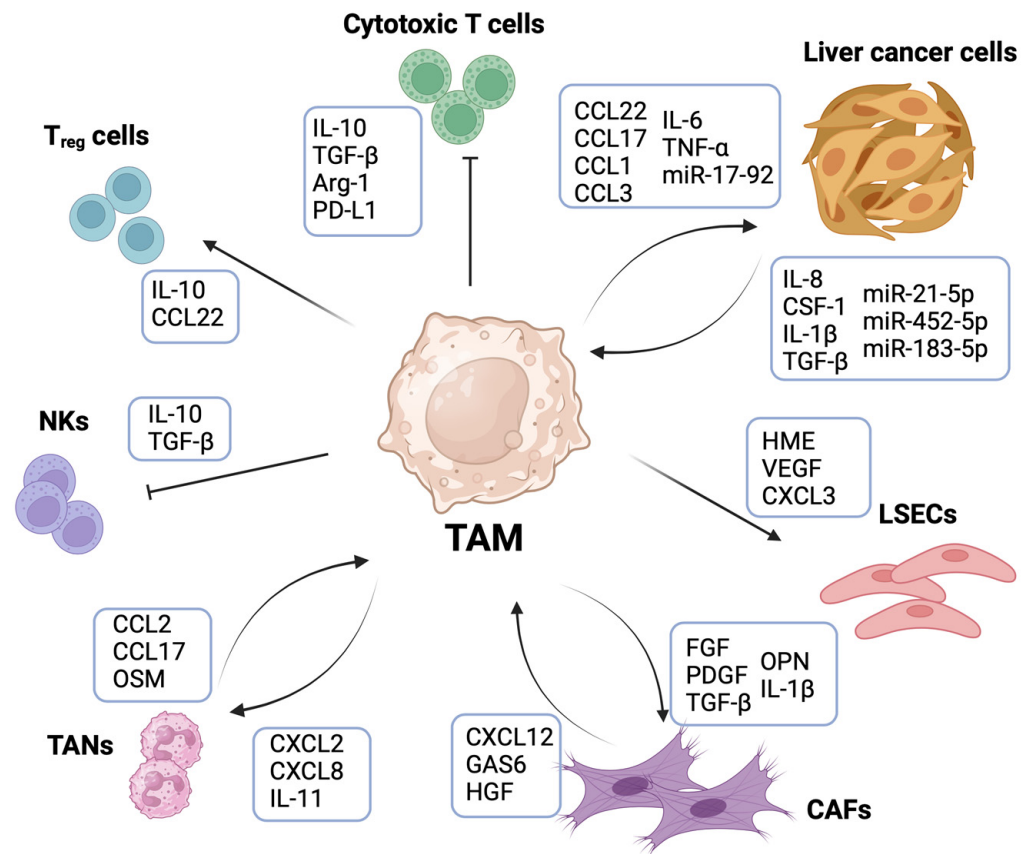 Cytotoxic T cells
IL-10
TGF-β
Arg-1
PD-L1
Liver cancer cells
CCL22
CCL17
CCL1
CCL3
IL-6
TNF-α
miR-17-92
IL-8
CSF-1
IL-1β
TGF-β
miR-21-5p
miR-452-5p
miR-183-5p
Treg cells
IL-10
CCL22
NKs
IL-10
TGF-β
TAM
HME
VEGF
CXCL3
LSECs
CCL2
CCL17
OSM
TANs
CXCL2
CXCL8
IL-11
CXCL12
GAS6
HGF
FGF
PDGF
TGF-β
OPN
IL-1β
CAFs